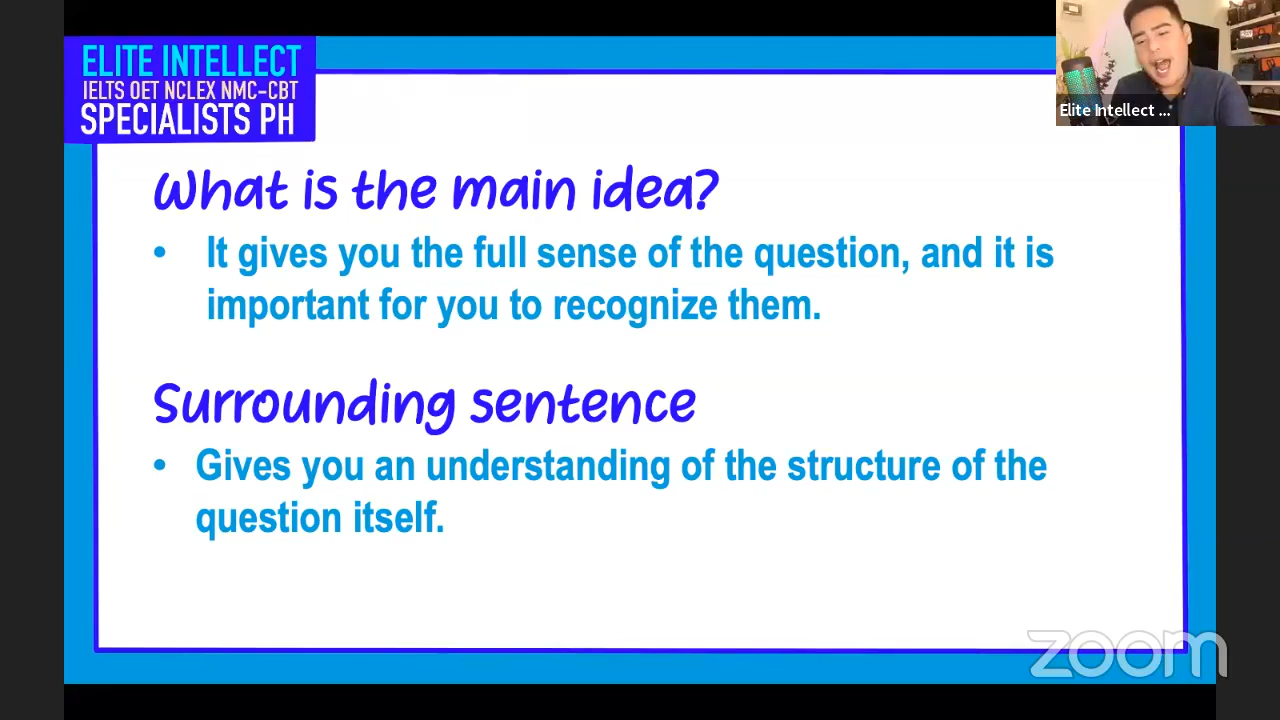 ELITE INTELLECT
IELTS OET NCLEX NMC-CBT
SPECIALISTS PH
Elite Intellect ...
What is the main idea?
• It gives you the full sense of the question, and it is
important for you to recognize them.
Surrounding sentence
• Gives you an understanding of the structure of the
question itself.
zoom